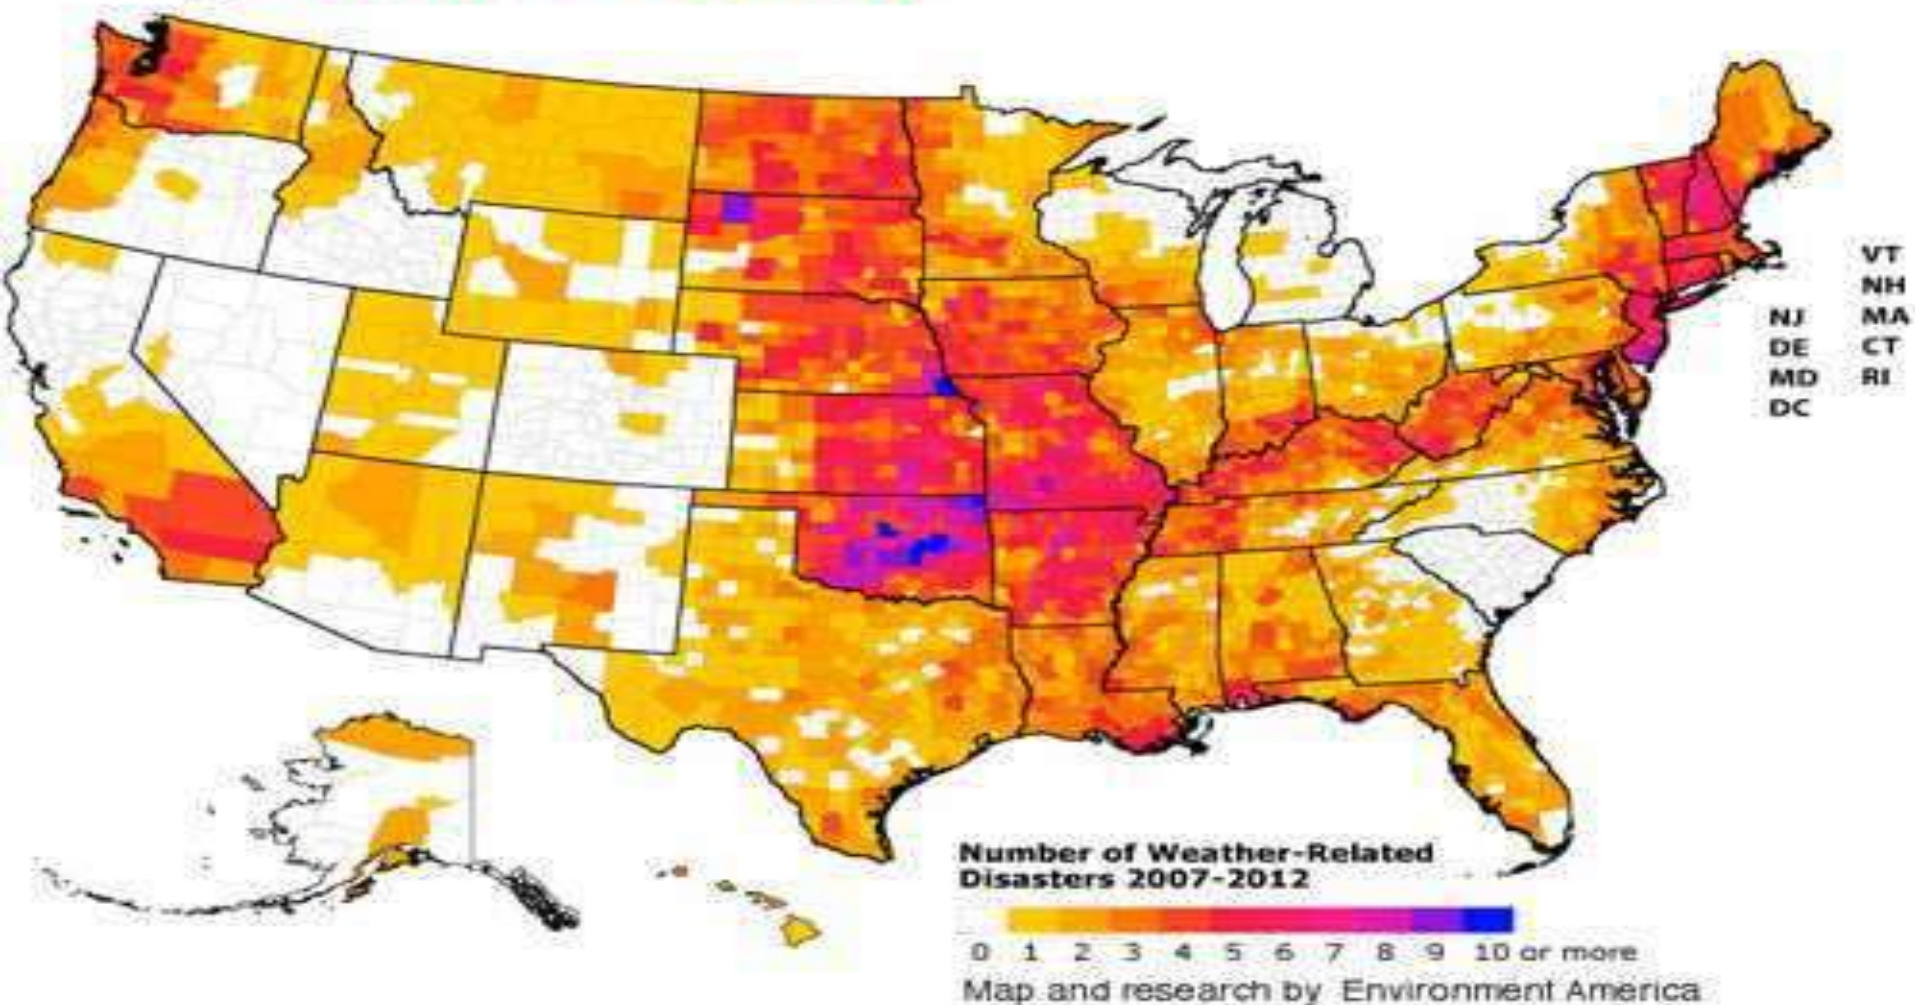 VT
NH
NJ MA
DE CT
MD RI
DC
Number of Weather-Related
Disasters 2007-2012
0 1 2 3 4 5 6 7 8 9 10 or more
Map and research by Environment America